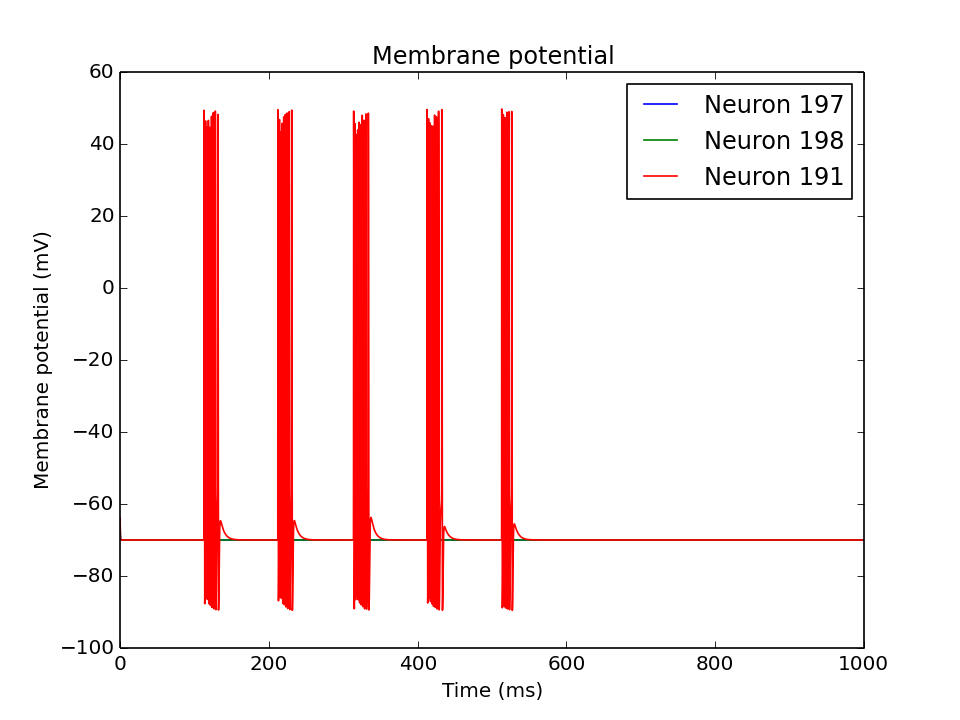 Membrane potential
Neuron 197
Neuron 198
Neuron 191
Membrane potential (mV)
60
40
20
0
−20
−40
−60
−80
−100
0 200 400 600 800 1000
Time (ms)